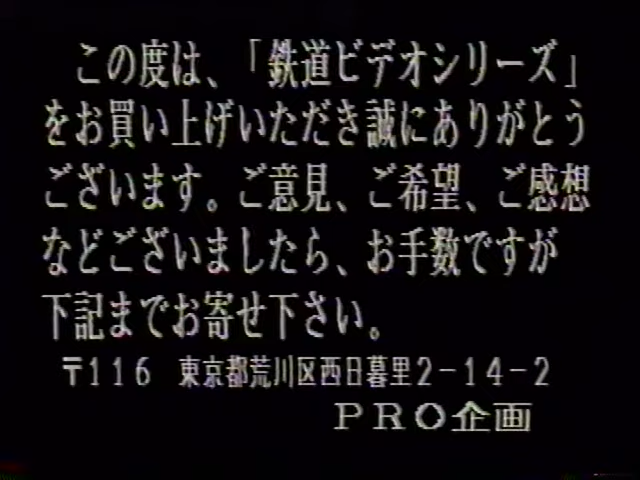 この度は、「鉄道ビデオシリーズ」
をお買い上げいただき誠にありがとう
ございます。ご意見、ご希望、ご感想
などございましたら、お手数ですが
下記までお寄せ下さい。
〒116 東京都荒川区西日暮里2-14-2
PRO企画